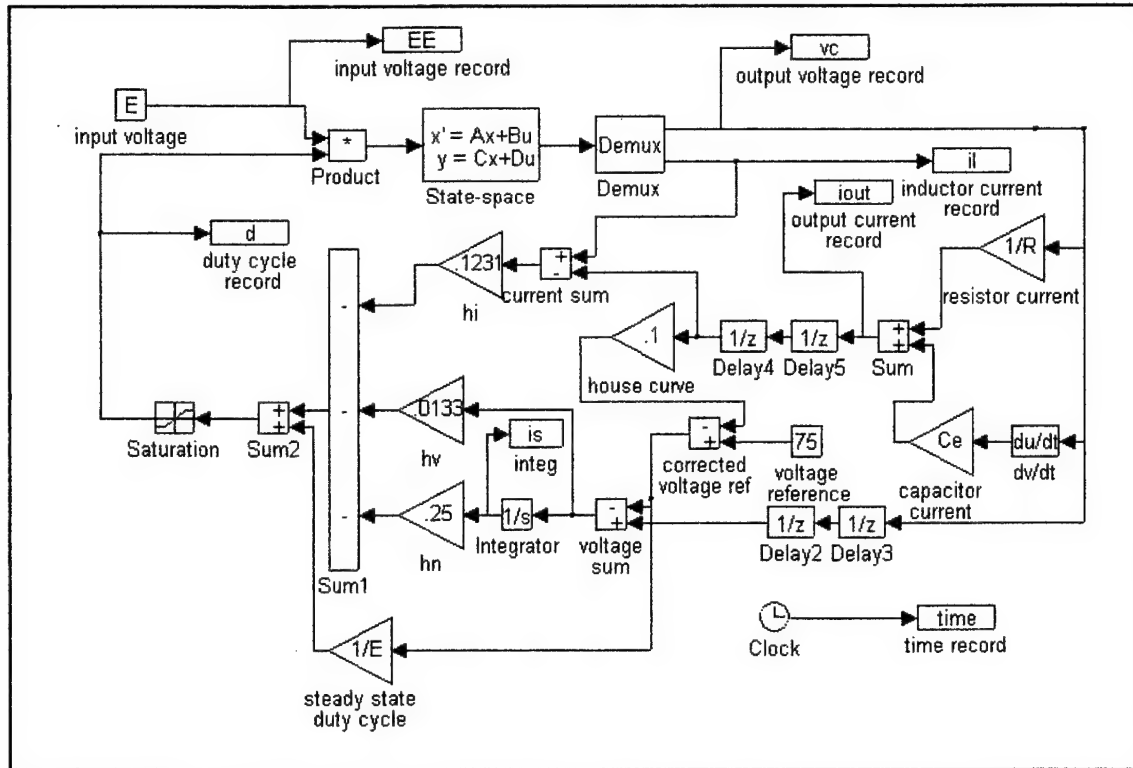 EE
input voltage record
vc
output voltage record
E
input voltage
*
Product
x' = Ax+Bu
y = Cx+Du
State-space
Demux
Demux
il
inductor current
record
iout
output current
record
d
duty cycle
record
.1231
hi
+
-
current sum
1/R
resistor current
.1
house curve
1/z
Delay4
1/z
Delay5
+
+
Sum
-
-
-
Sum1
Saturation
+
+
Sum2
.0133
hv
is
integ
-
+
corrected
voltage ref
75
voltage
reference
Ce
capacitor
current
du/dt
dv/dt
.25
hn
1/s
Integrator
-
+
voltage
sum
1/z
Delay2
1/z
Delay3
1/E
steady state
duty cycle
Clock
time
time record